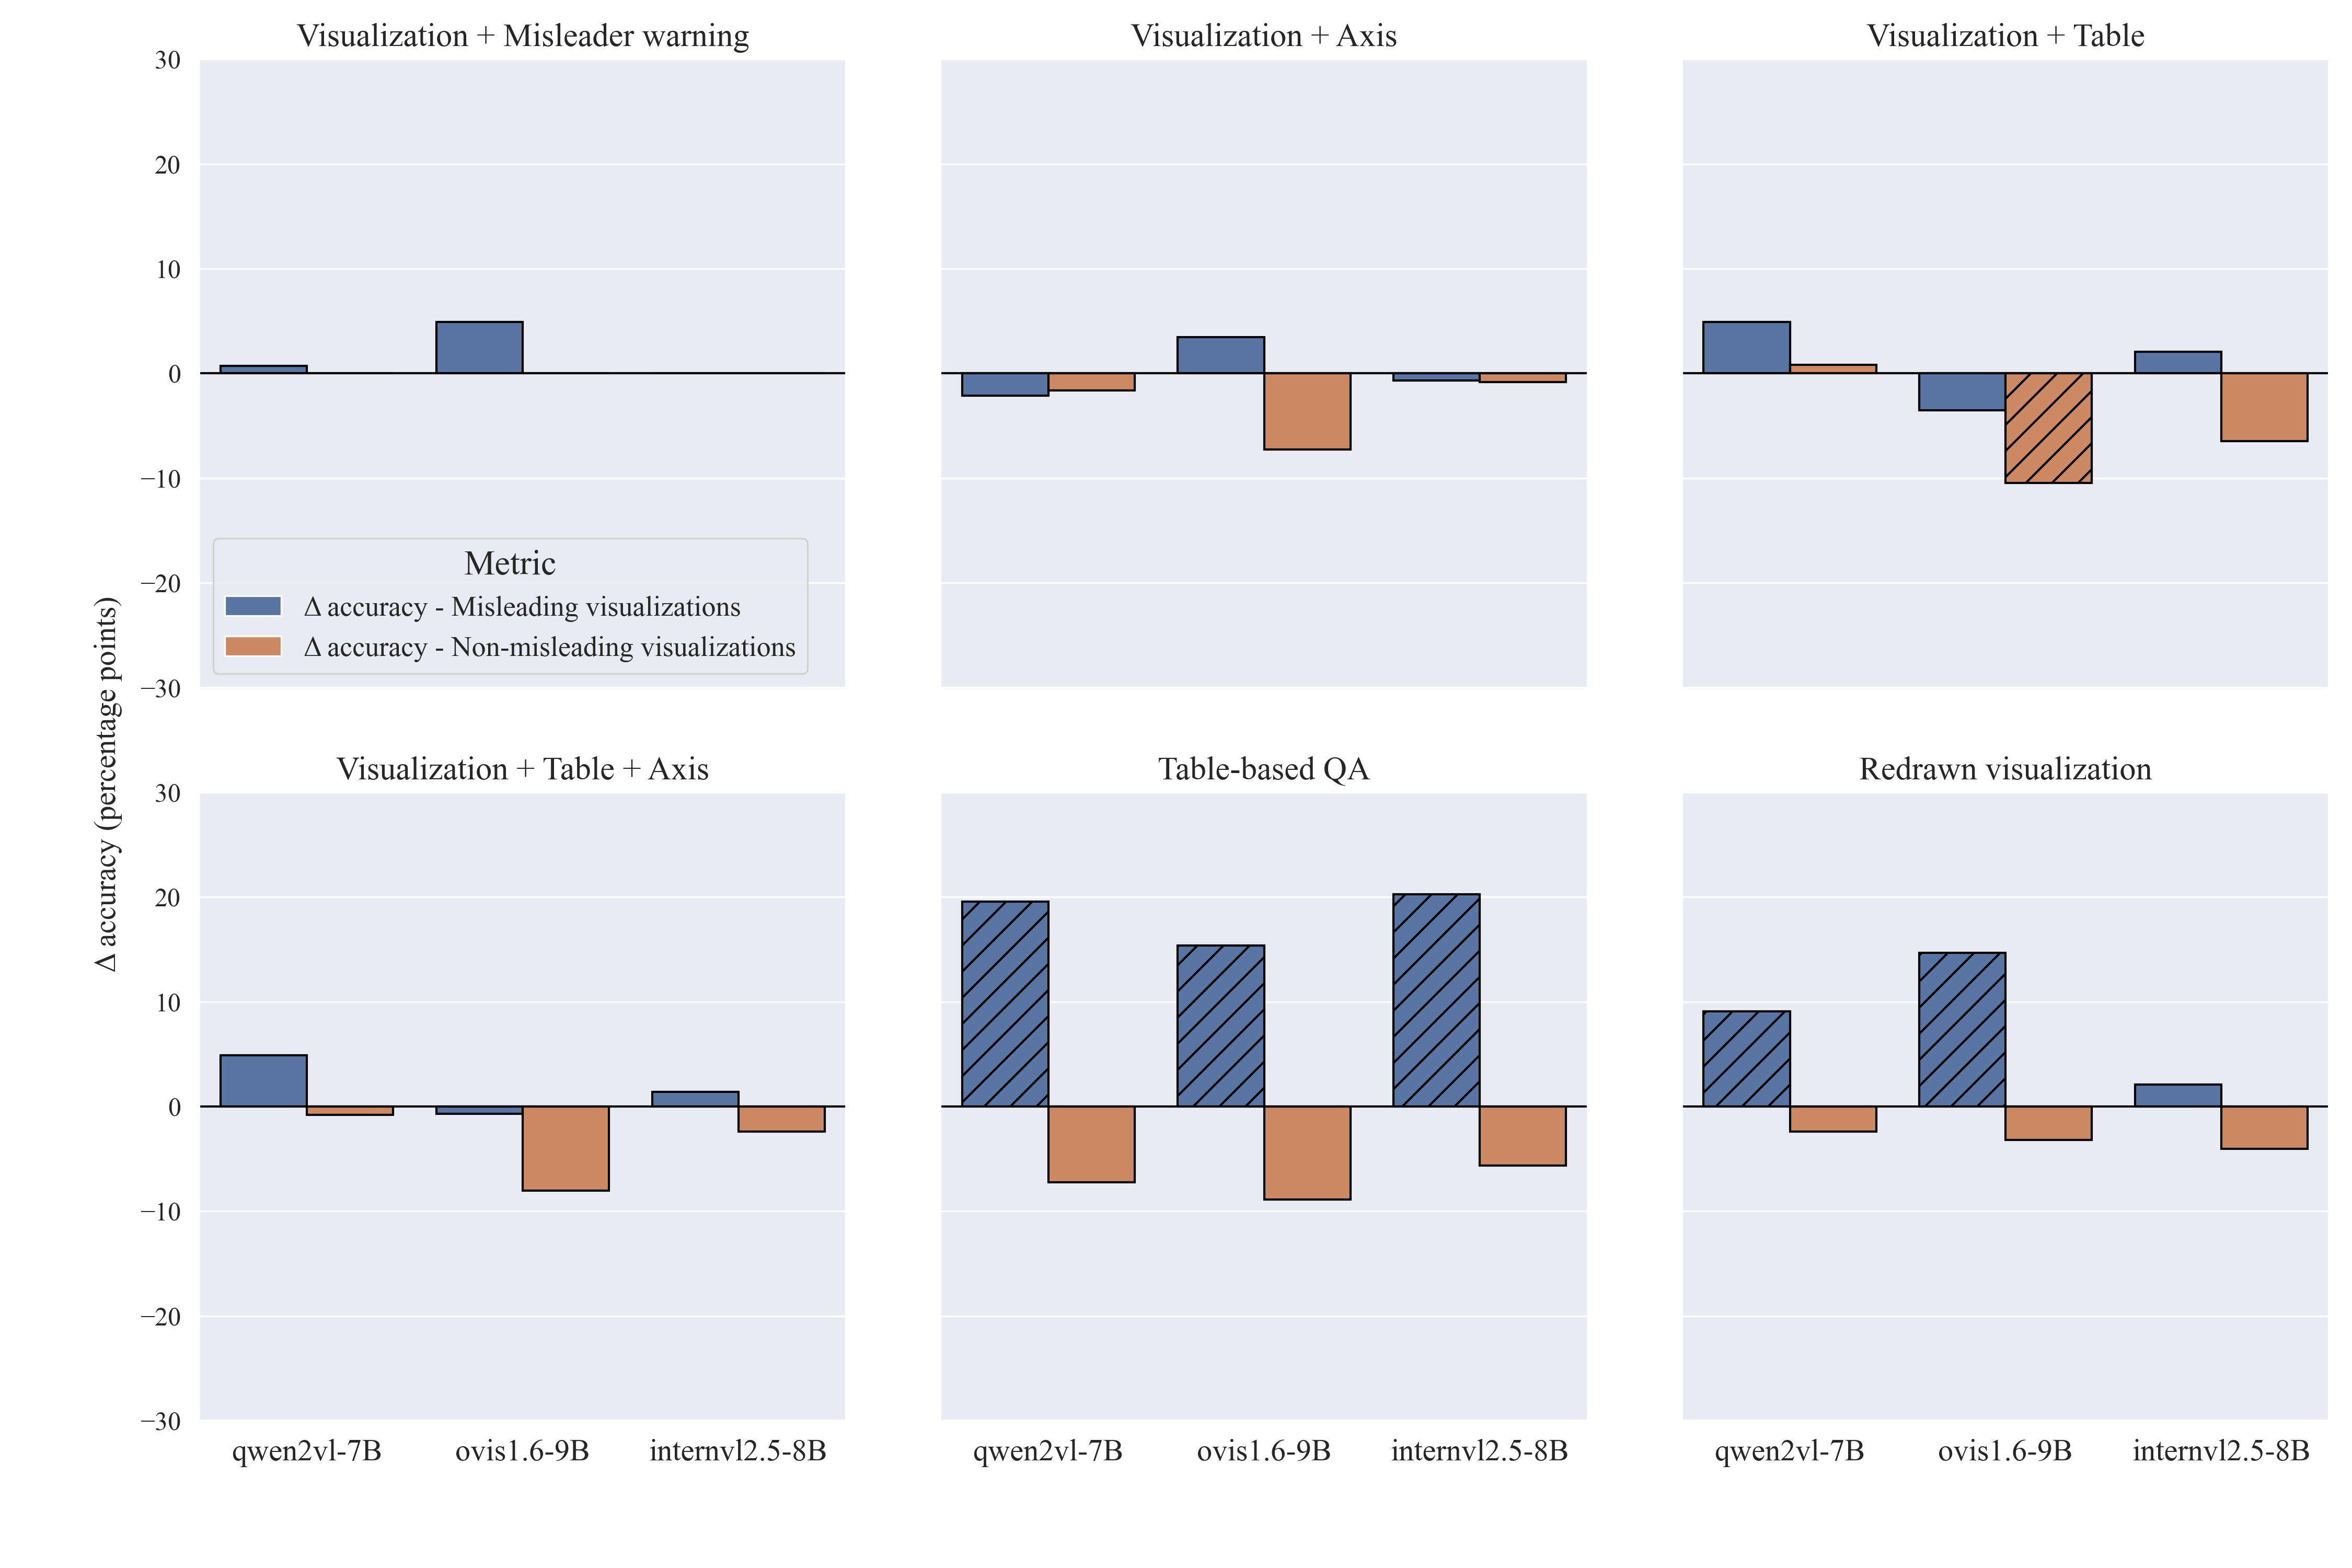 Visualization + Misleader warning
Visualization + Axis
Visualization + Table
30
20
10
0
−10
−20
−30
Metric
Δ accuracy - Misleading visualizations
Δ accuracy - Non-misleading visualizations
Δ accuracy (percentage points)
Visualization + Table + Axis
Table-based QA
Redrawn visualization
30
20
10
0
−10
−20
−30
qwen2vl-7B ovis1.6-9B internvl2.5-8B
qwen2vl-7B ovis1.6-9B internvl2.5-8B
qwen2vl-7B ovis1.6-9B internvl2.5-8B